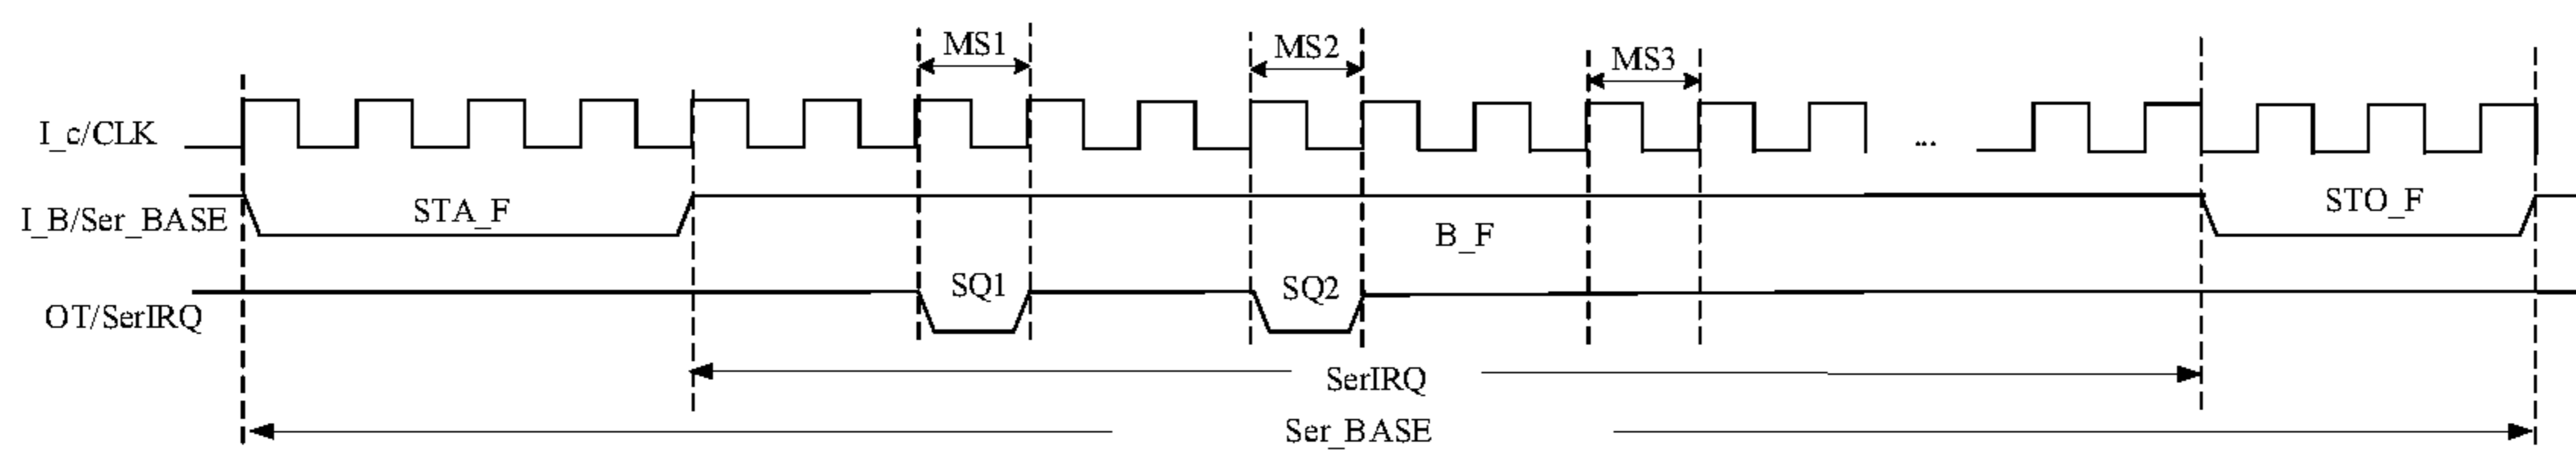 MS1
MS2
MS3
I_c/CLK
...
I_B/Ser_BASE
STA_F
STO_F
B_F
OT/SerIRQ
SQ1
SQ2
SerIRQ
Ser_BASE